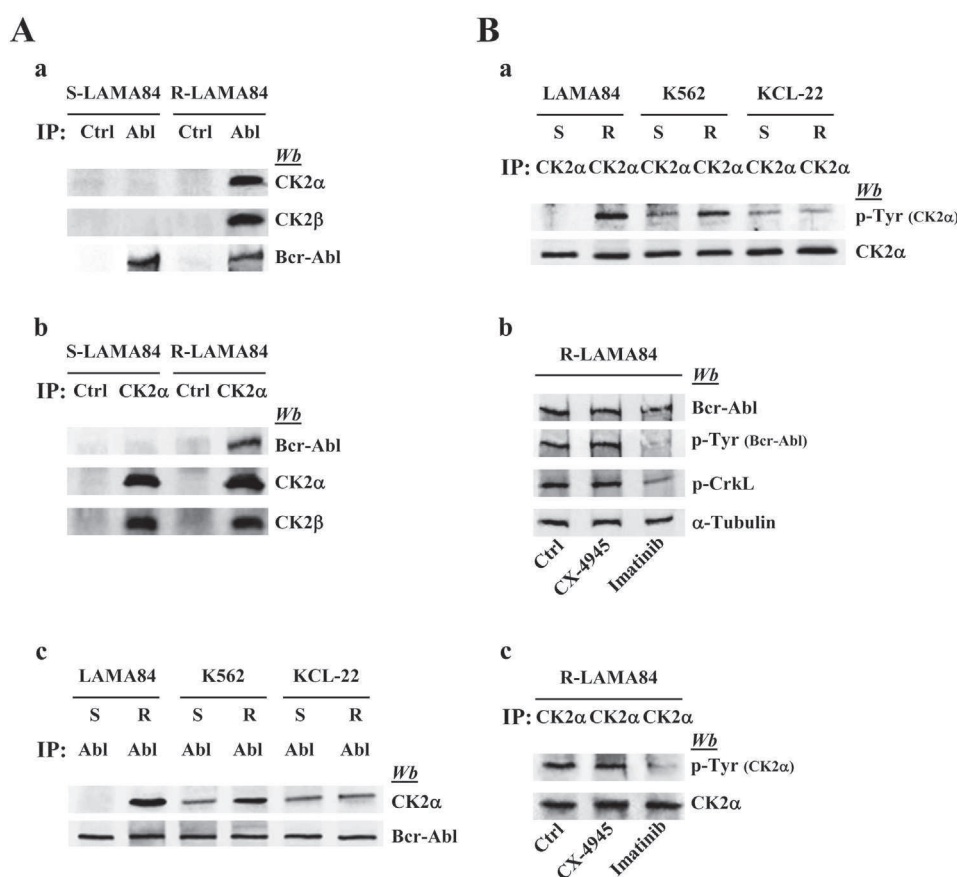 A
a
S-LAMA84 R-LAMA84
IP: Ctrl Abl Ctrl Abl
Wb
CK2α
CK2β
Bcr-Abl
b
S-LAMA84 R-LAMA84
IP: Ctrl CK2α Ctrl CK2α
Wb
Bcr-Abl
CK2α
CK2β
c
LAMA84 K562 KCL-22
S R S R S R
IP: Abl Abl Abl Abl Abl Abl
Wb
CK2α
Bcr-Abl
B
a
LAMA84 K562 KCL-22
S R S R S R
IP: CK2α CK2α CK2α CK2α CK2α CK2α
Wb
p-Tyr (CK2α)
CK2α
b
R-LAMA84
Wb
Bcr-Abl
p-Tyr (Bcr-Abl)
p-CrkL
α-Tubulin
Ctrl CX-4945 Imatinib
c
R-LAMA84
IP: CK2α CK2α CK2α
Wb
p-Tyr (CK2α)
CK2α
Ctrl CX-4945 Imatinib